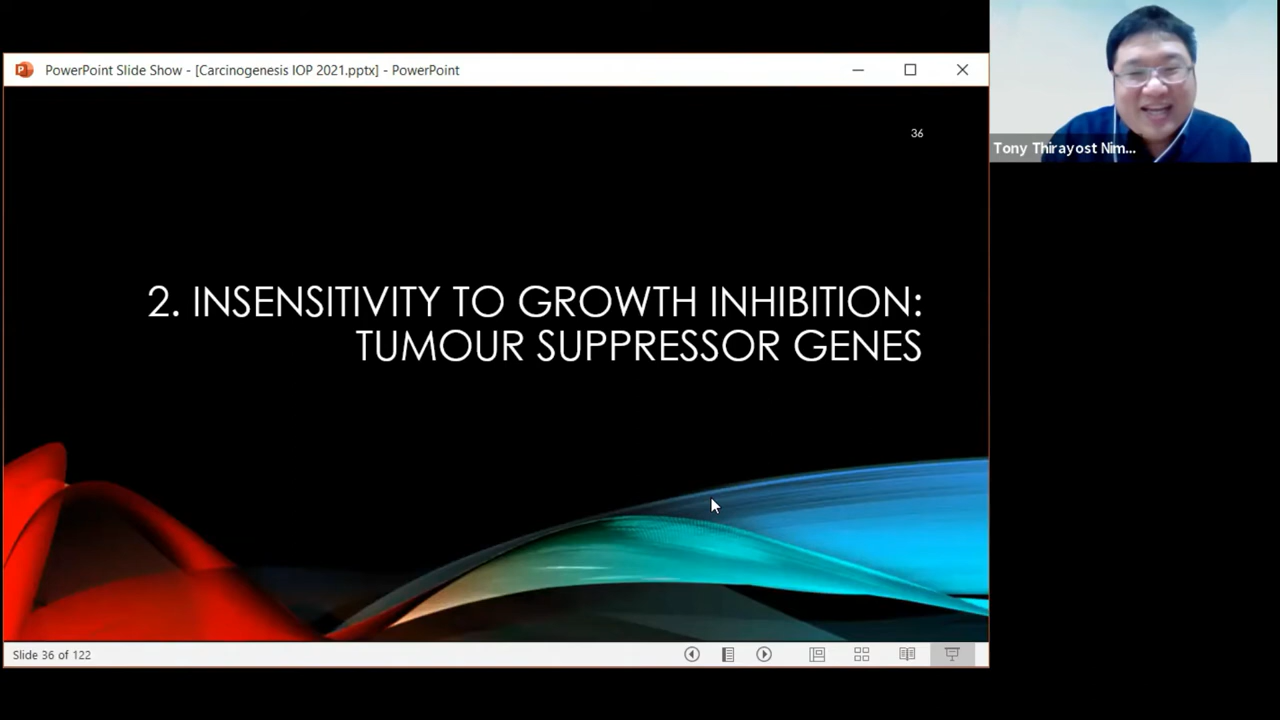 PowerPoint Slide Show - [Carcinogenesis IOP 2021.pptx] - PowerPoint
Tony Thirayost Nim...
36
2. INSENSITIVITY TO GROWTH INHIBITION:
TUMOUR SUPPRESSOR GENES
Slide 36 of 122